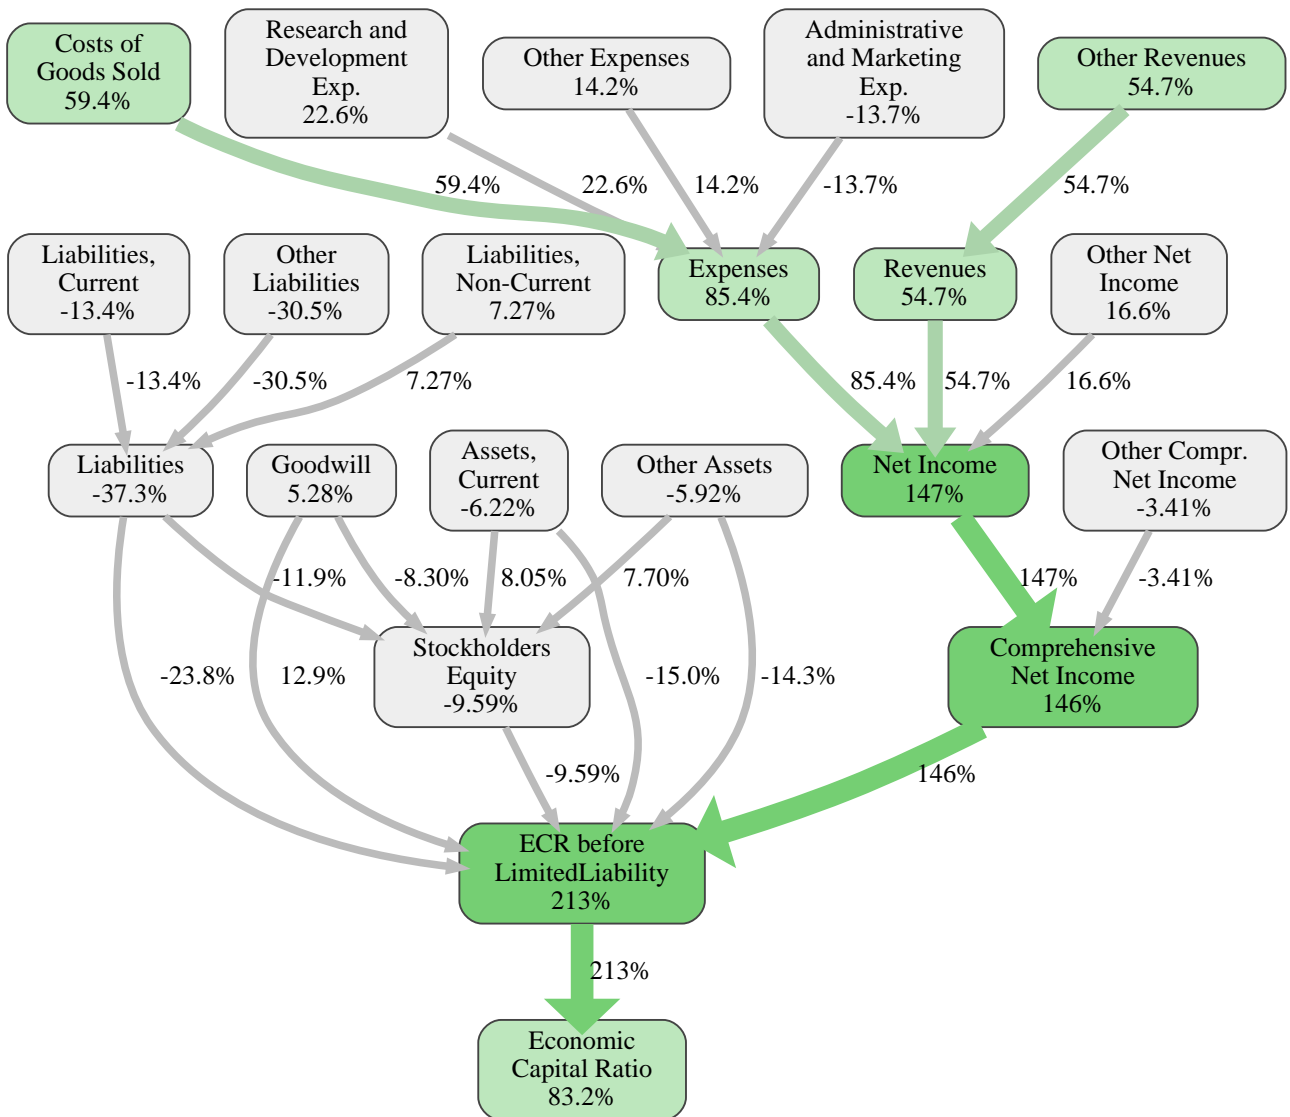 Costs of
Goods Sold
59.4%
Research and
Development
Exp.
22.6%
Other Expenses
14.2%
Administrative
and Marketing
Exp.
-13.7%
Other Revenues
54.7%
59.4%
22.6%
14.2%
-13.7%
54.7%
Liabilities,
Current
-13.4%
Other
Liabilities
-30.5%
Liabilities,
Non-Current
7.27%
Expenses
85.4%
Revenues
54.7%
Other Net
Income
16.6%
-13.4%
-30.5%
7.27%
85.4%
54.7%
16.6%
Liabilities
-37.3%
Goodwill
5.28%
Assets,
Current
-6.22%
Other Assets
-5.92%
Net Income
147%
Other Compr.
Net Income
-3.41%
-11.9%
-8.30%
8.05%
7.70%
147%
-3.41%
Stockholders
Equity
-9.59%
Comprehensive
Net Income
146%
-23.8%
12.9%
-15.0%
-14.3%
-9.59%
146%
ECR before
LimitedLiability
213%
213%
Economic
Capital Ratio
83.2%